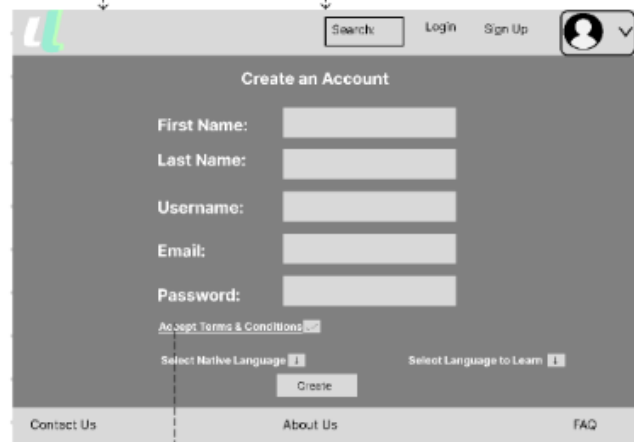 Search:
Login
Sign Up
Create an Account
First Name:
Last Name:
Username:
Email:
Password:
Accept Terms & Conditions
Select Native Language
Select Language to Learn
Create
Contact Us
About Us
FAQ